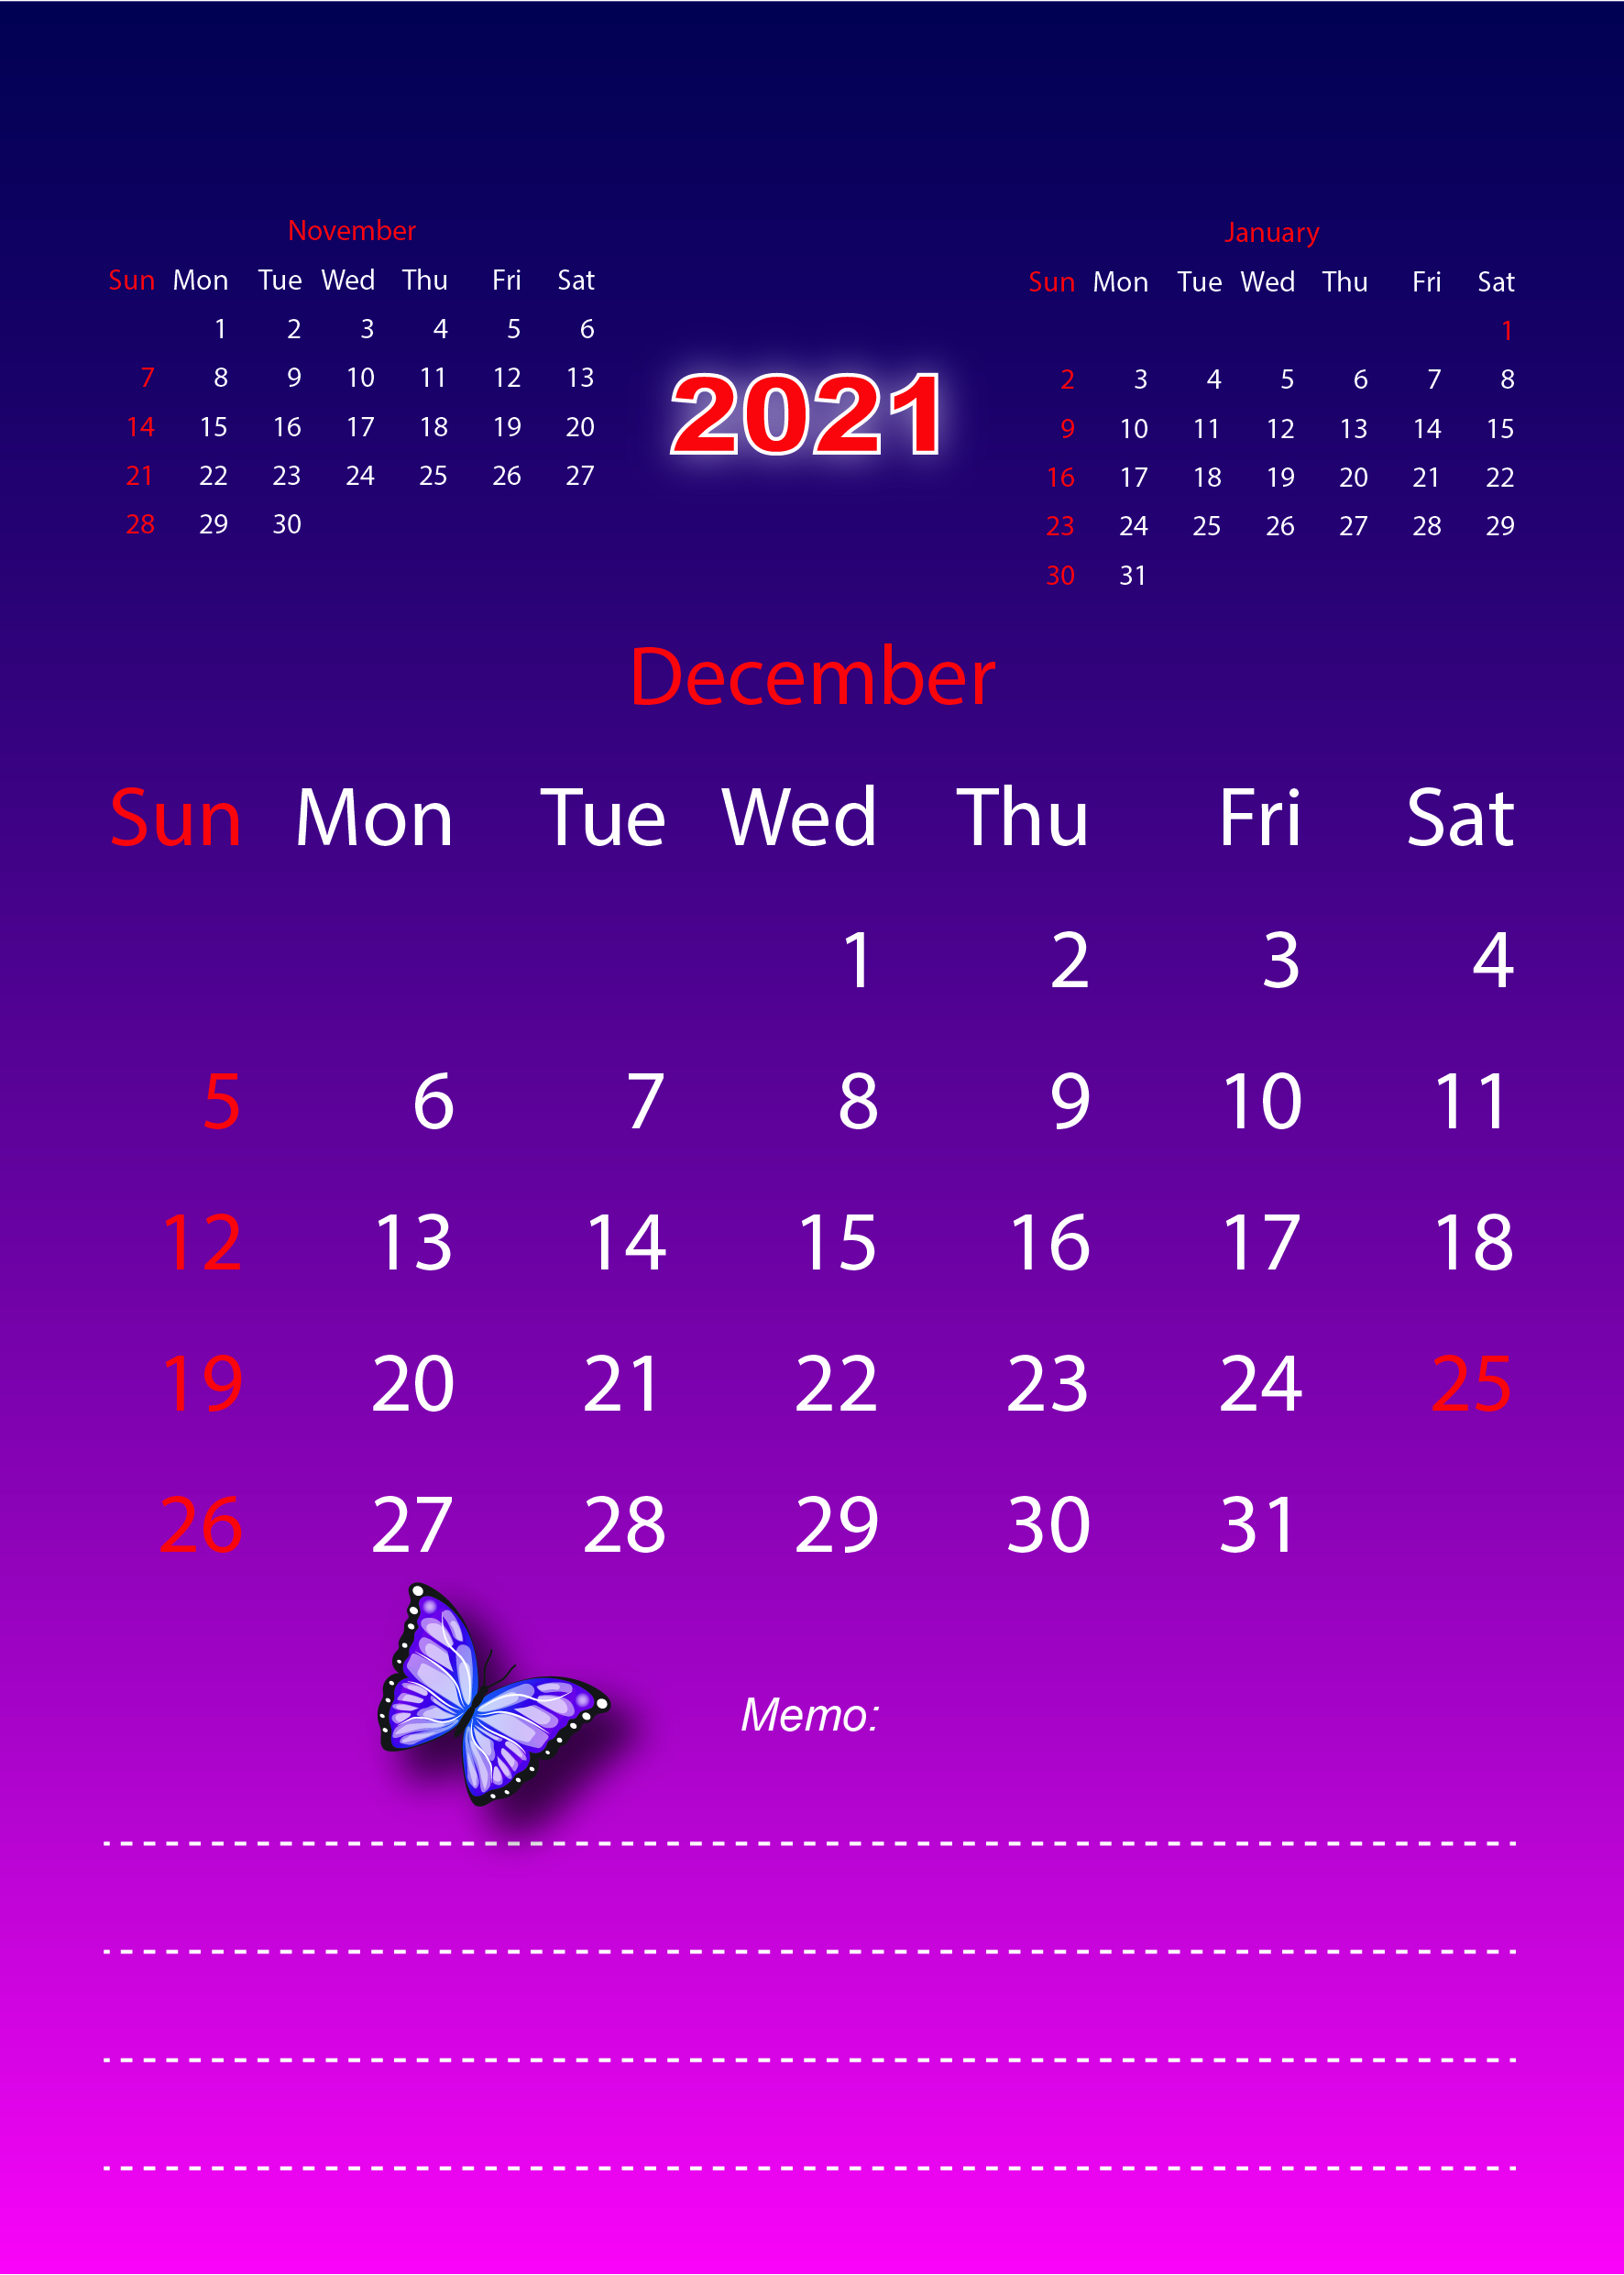 November
Sun Mon Tue Wed Thu Fri Sat
1 2 3 4 5 6
7 8 9 10 11 12 13
14 15 16 17 18 19 20
21 22 23 24 25 26 27
28 29 30
2021
January
Sun Mon Tue Wed Thu Fri Sat
1
2 3 4 5 6 7 8
9 10 11 12 13 14 15
16 17 18 19 20 21 22
23 24 25 26 27 28 29
30 31
December
Sun Mon Tue Wed Thu Fri Sat
1 2 3 4
5 6 7 8 9 10 11
12 13 14 15 16 17 18
19 20 21 22 23 24 25
26 27 28 29 30 31
Memo: